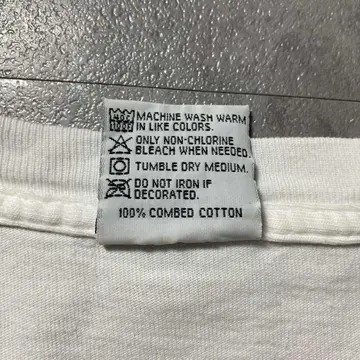 MACHINE WASH WARM
IN LIKE COLORS.
ONLY NON-CHLORINE
BLEACH WHEN NEEDED.
TUMBLE DRY MEDIUM.
DO NOT IRON IF
DECORATED.
100% COMBED COTTON